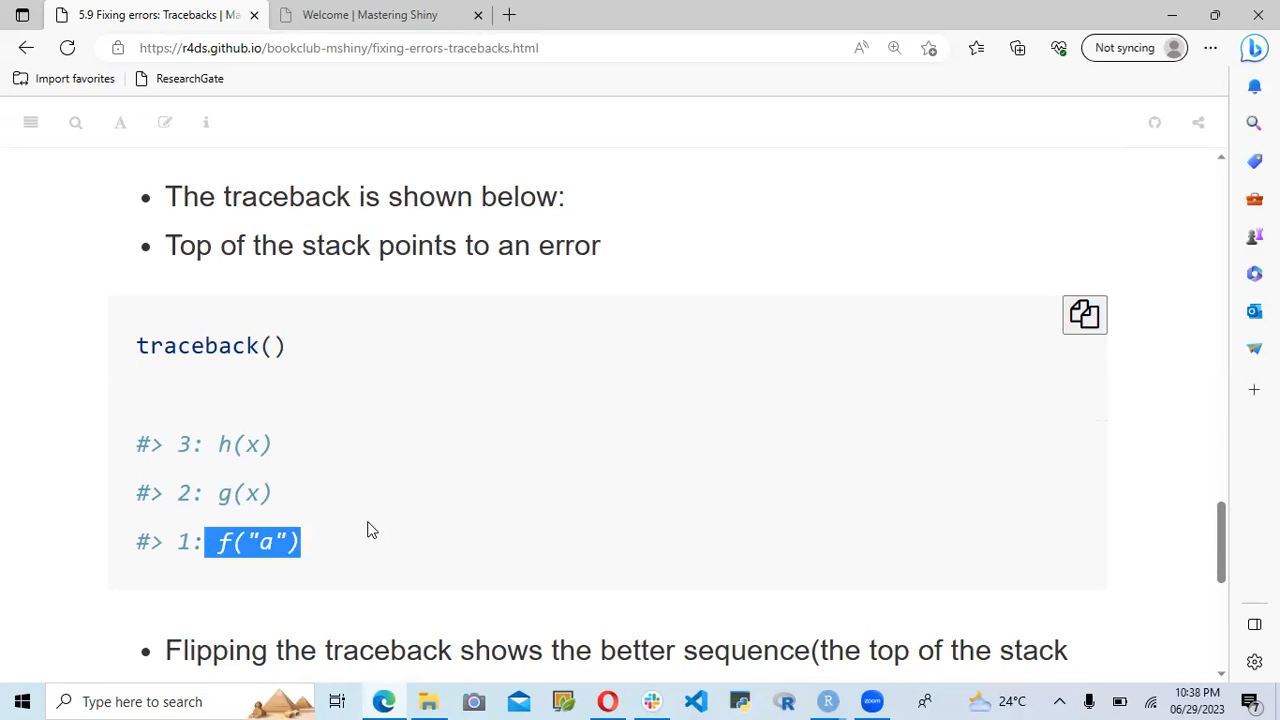 5.9 Fixing errors: Tracebacks | Ma
Welcome | Mastering Shiny
https://r4ds.github.io/bookclub-mshiny/fixing-errors-tracebacks.html
Not syncing
Import favorites
ResearchGate
• The traceback is shown below:
• Top of the stack points to an error
traceback()
#> 3: h(x)
#> 2: g(x)
#> 1: f("a")
• Flipping the traceback shows the better sequence(the top of the stack
Type here to search
zoom
24°C
10:38 PM
06/29/2023
7